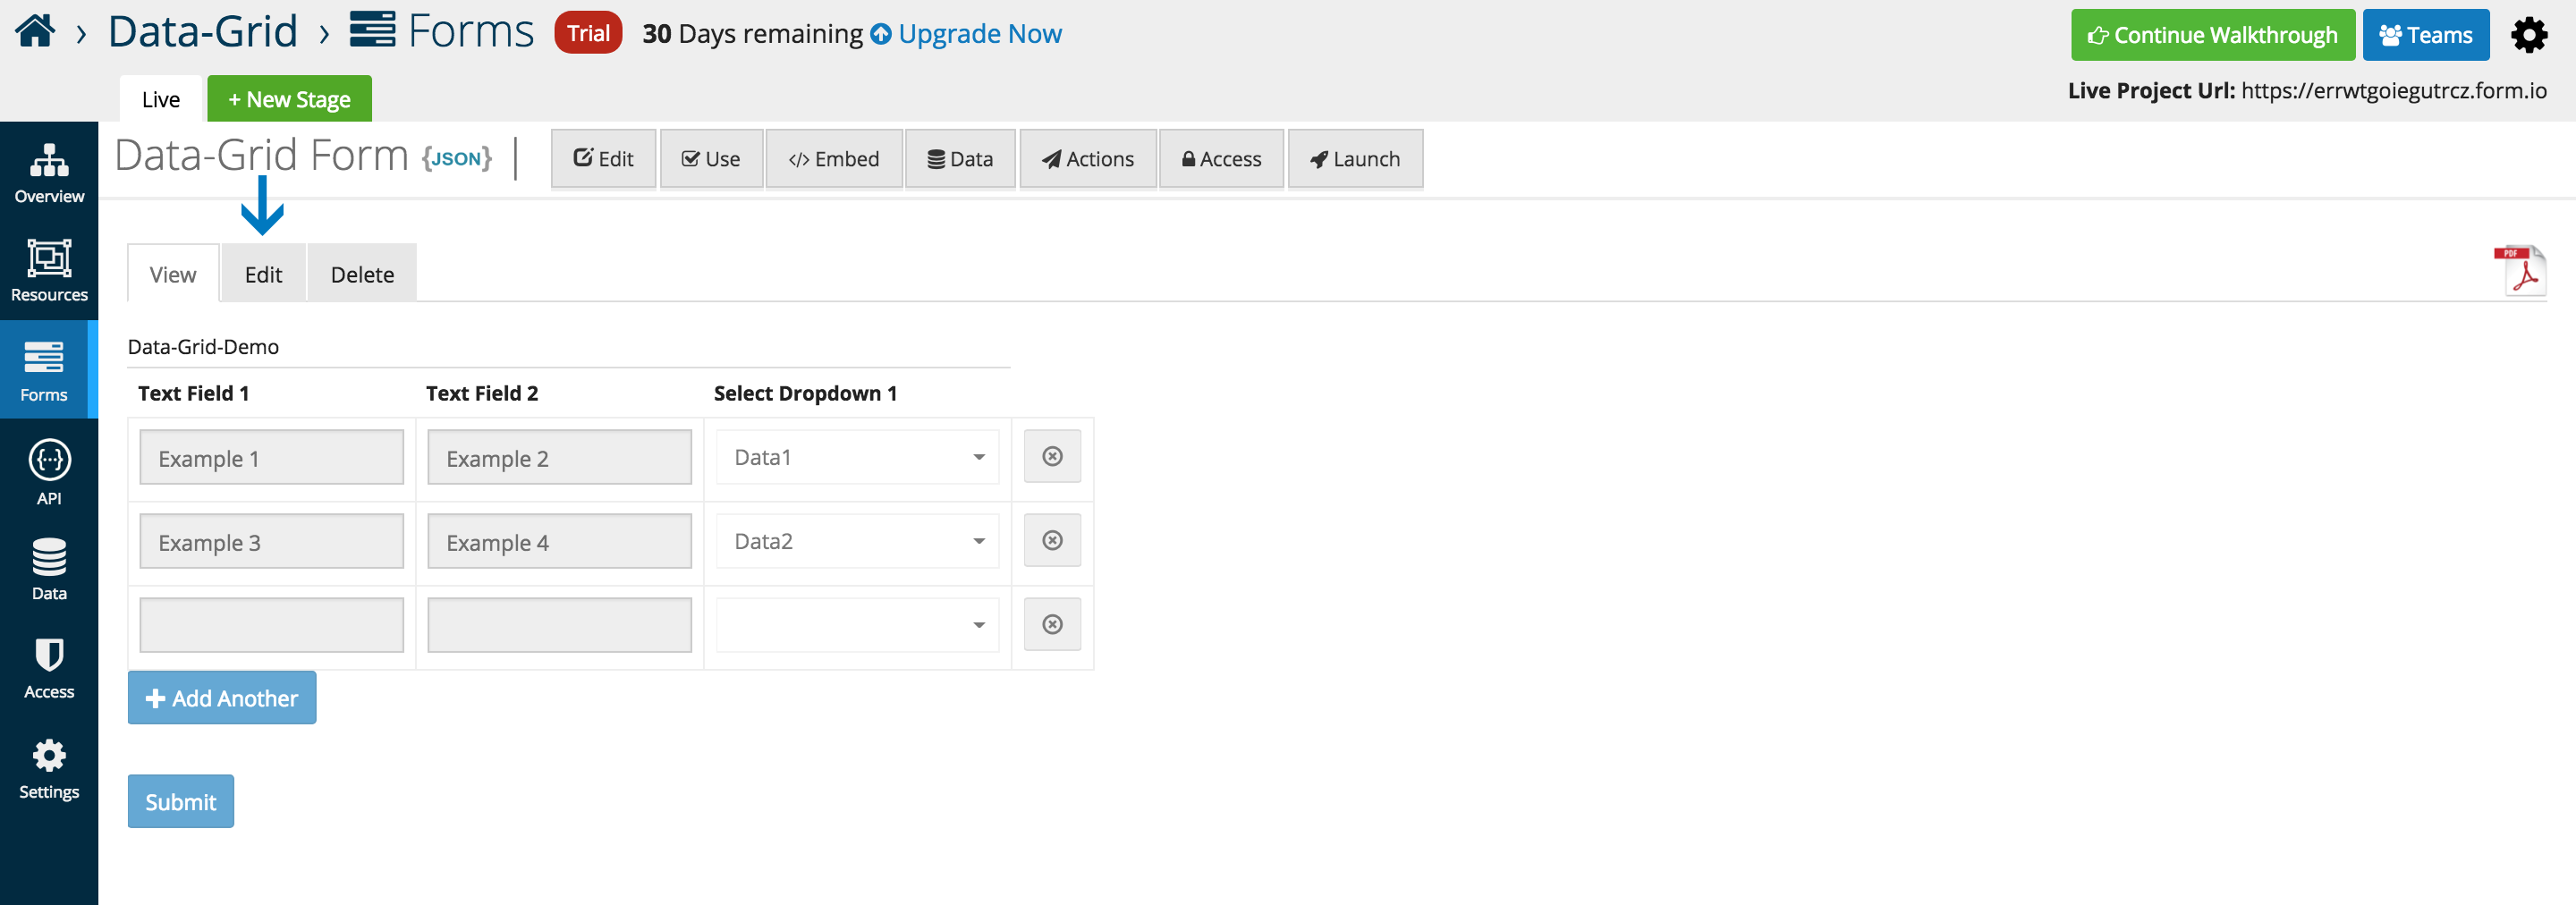 › Data-Grid › Forms Trial 30 Days remaining Upgrade Now
Continue Walkthrough Teams
Live + New Stage
Live Project Url: https://errwtgoiegutrcz.form.io
Data-Grid Form {JSON} | Edit Use </> Embed Data Actions Access Launch
Overview
Resources
Forms
API
Data
Access
Settings
View Edit Delete
PDF
Data-Grid-Demo
Text Field 1 Text Field 2 Select Dropdown 1
Example 1 Example 2 Data1
Example 3 Example 4 Data2
+ Add Another
Submit